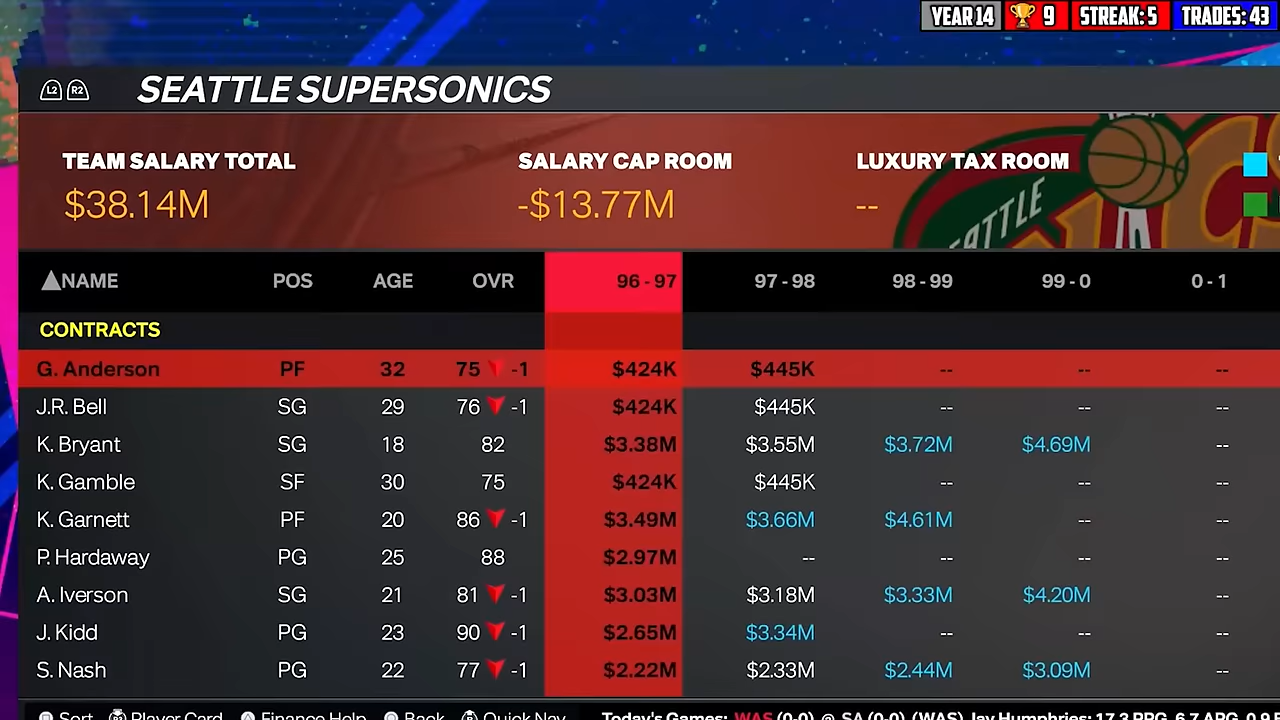 YEAR 14 9 STREAK: 5 TRADES: 43
L2 R2 SEATTLE SUPERSONICS
TEAM SALARY TOTAL SALARY CAP ROOM LUXURY TAX ROOM
$38.14M -$13.77M --
SEATTLE
NAME POS AGE OVR 96 - 97 97 - 98 98 - 99 99 - 0 0 - 1
CONTRACTS
G. Anderson PF 32 75 -1 $424K $445K -- -- --
J.R. Bell SG 29 76 -1 $424K $445K -- -- --
K. Bryant SG 18 82 $3.38M $3.55M $3.72M $4.69M --
K. Gamble SF 30 75 $424K $445K -- -- --
K. Garnett PF 20 86 -1 $3.49M $3.66M $4.61M -- --
P. Hardaway PG 25 88 $2.97M -- -- -- --
A. Iverson SG 21 81 -1 $3.03M $3.18M $3.33M $4.20M --
J. Kidd PG 23 90 -1 $2.65M $3.34M -- -- --
S. Nash PG 22 77 -1 $2.22M $2.33M $2.44M $3.09M --
Sort Player Card Finance Help Back Quick Nav Today's Games: WAS (0-0) @ SA (0-0) (WAS) Jay Humphries: 17.3 PPG, 6.7 APG, 0.9